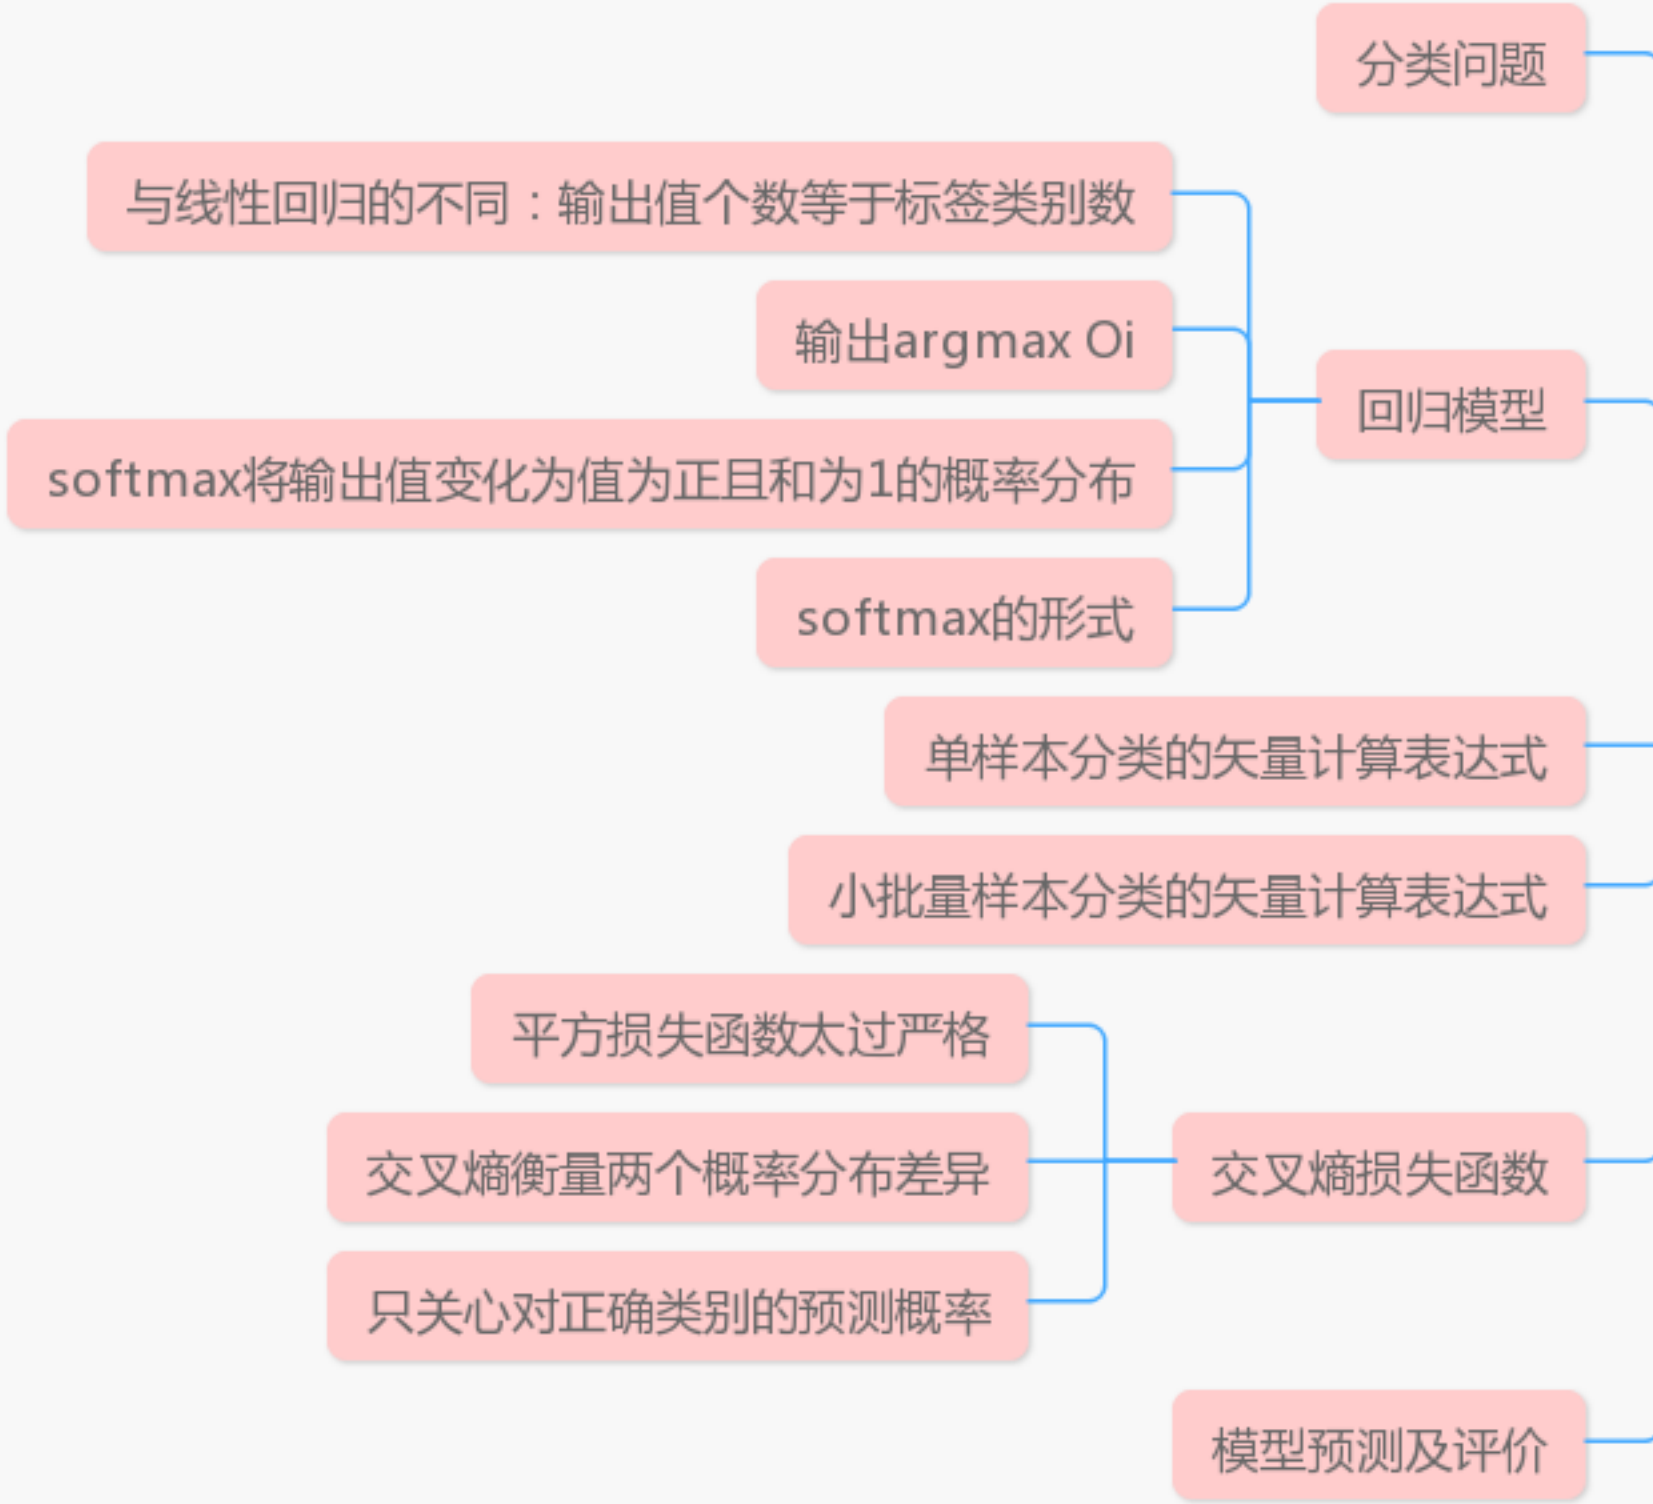 分类问题
与线性回归的不同：输出值个数等于标签类别数
输出argmax Oi
softmax将输出值变化为值为正且和为1的概率分布
softmax的形式
回归模型
单样本分类的矢量计算表达式
小批量样本分类的矢量计算表达式
平方损失函数太过严格
交叉熵衡量两个概率分布差异
只关心对正确类别的预测概率
交叉熵损失函数
模型预测及评价